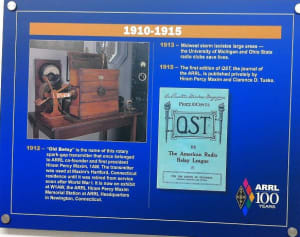 1910-1915
1913 – Midwest storm isolates large areas —
the University of Michigan and Ohio State
radio clubs save lives.
1915 – The first edition of QST, the journal of
the ARRL, is published privately by
Hiram Percy Maxim and Clarence D. Tuska.
1912 – "Old Betsy" is the name of this rotary
spark gap transmitter that once belonged
to ARRL co-founder and first president
Hiram Percy Maxim, 1AW. The transmitter
was used at Maxim's Hartford, Connecticut
residence until it was retired from service
soon after World War I. It is now on exhibit
at W1AW, the ARRL Hiram Percy Maxim
Memorial Station at ARRL Headquarters
in Newington, Connecticut.
QST
BY
The American Radio
Relay League
ARRL
100
YEARS